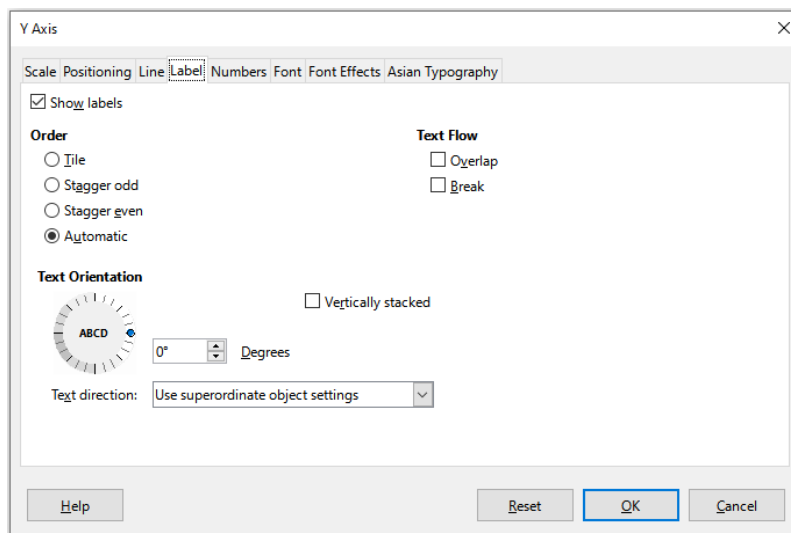 Y Axis
Scale Positioning Line Label Numbers Font Font Effects Asian Typography
Show labels
Order
Text Flow
Tile
Overlap
Stagger odd
Break
Stagger even
Automatic
Text Orientation
Vertically stacked
ABCD
0° Degrees
Text direction: Use superordinate object settings
Help Reset OK Cancel